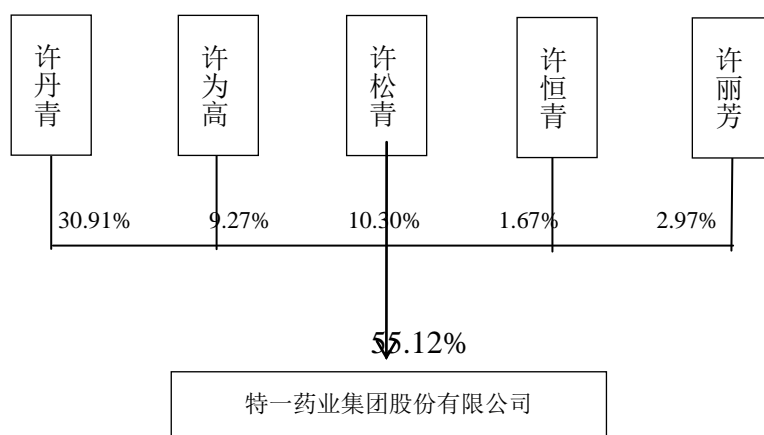 许丹青
许为高
许松青
许恒青
许丽芳
30.91%
9.27%
10.30%
1.67%
2.97%
55.12%
特一药业集团股份有限公司